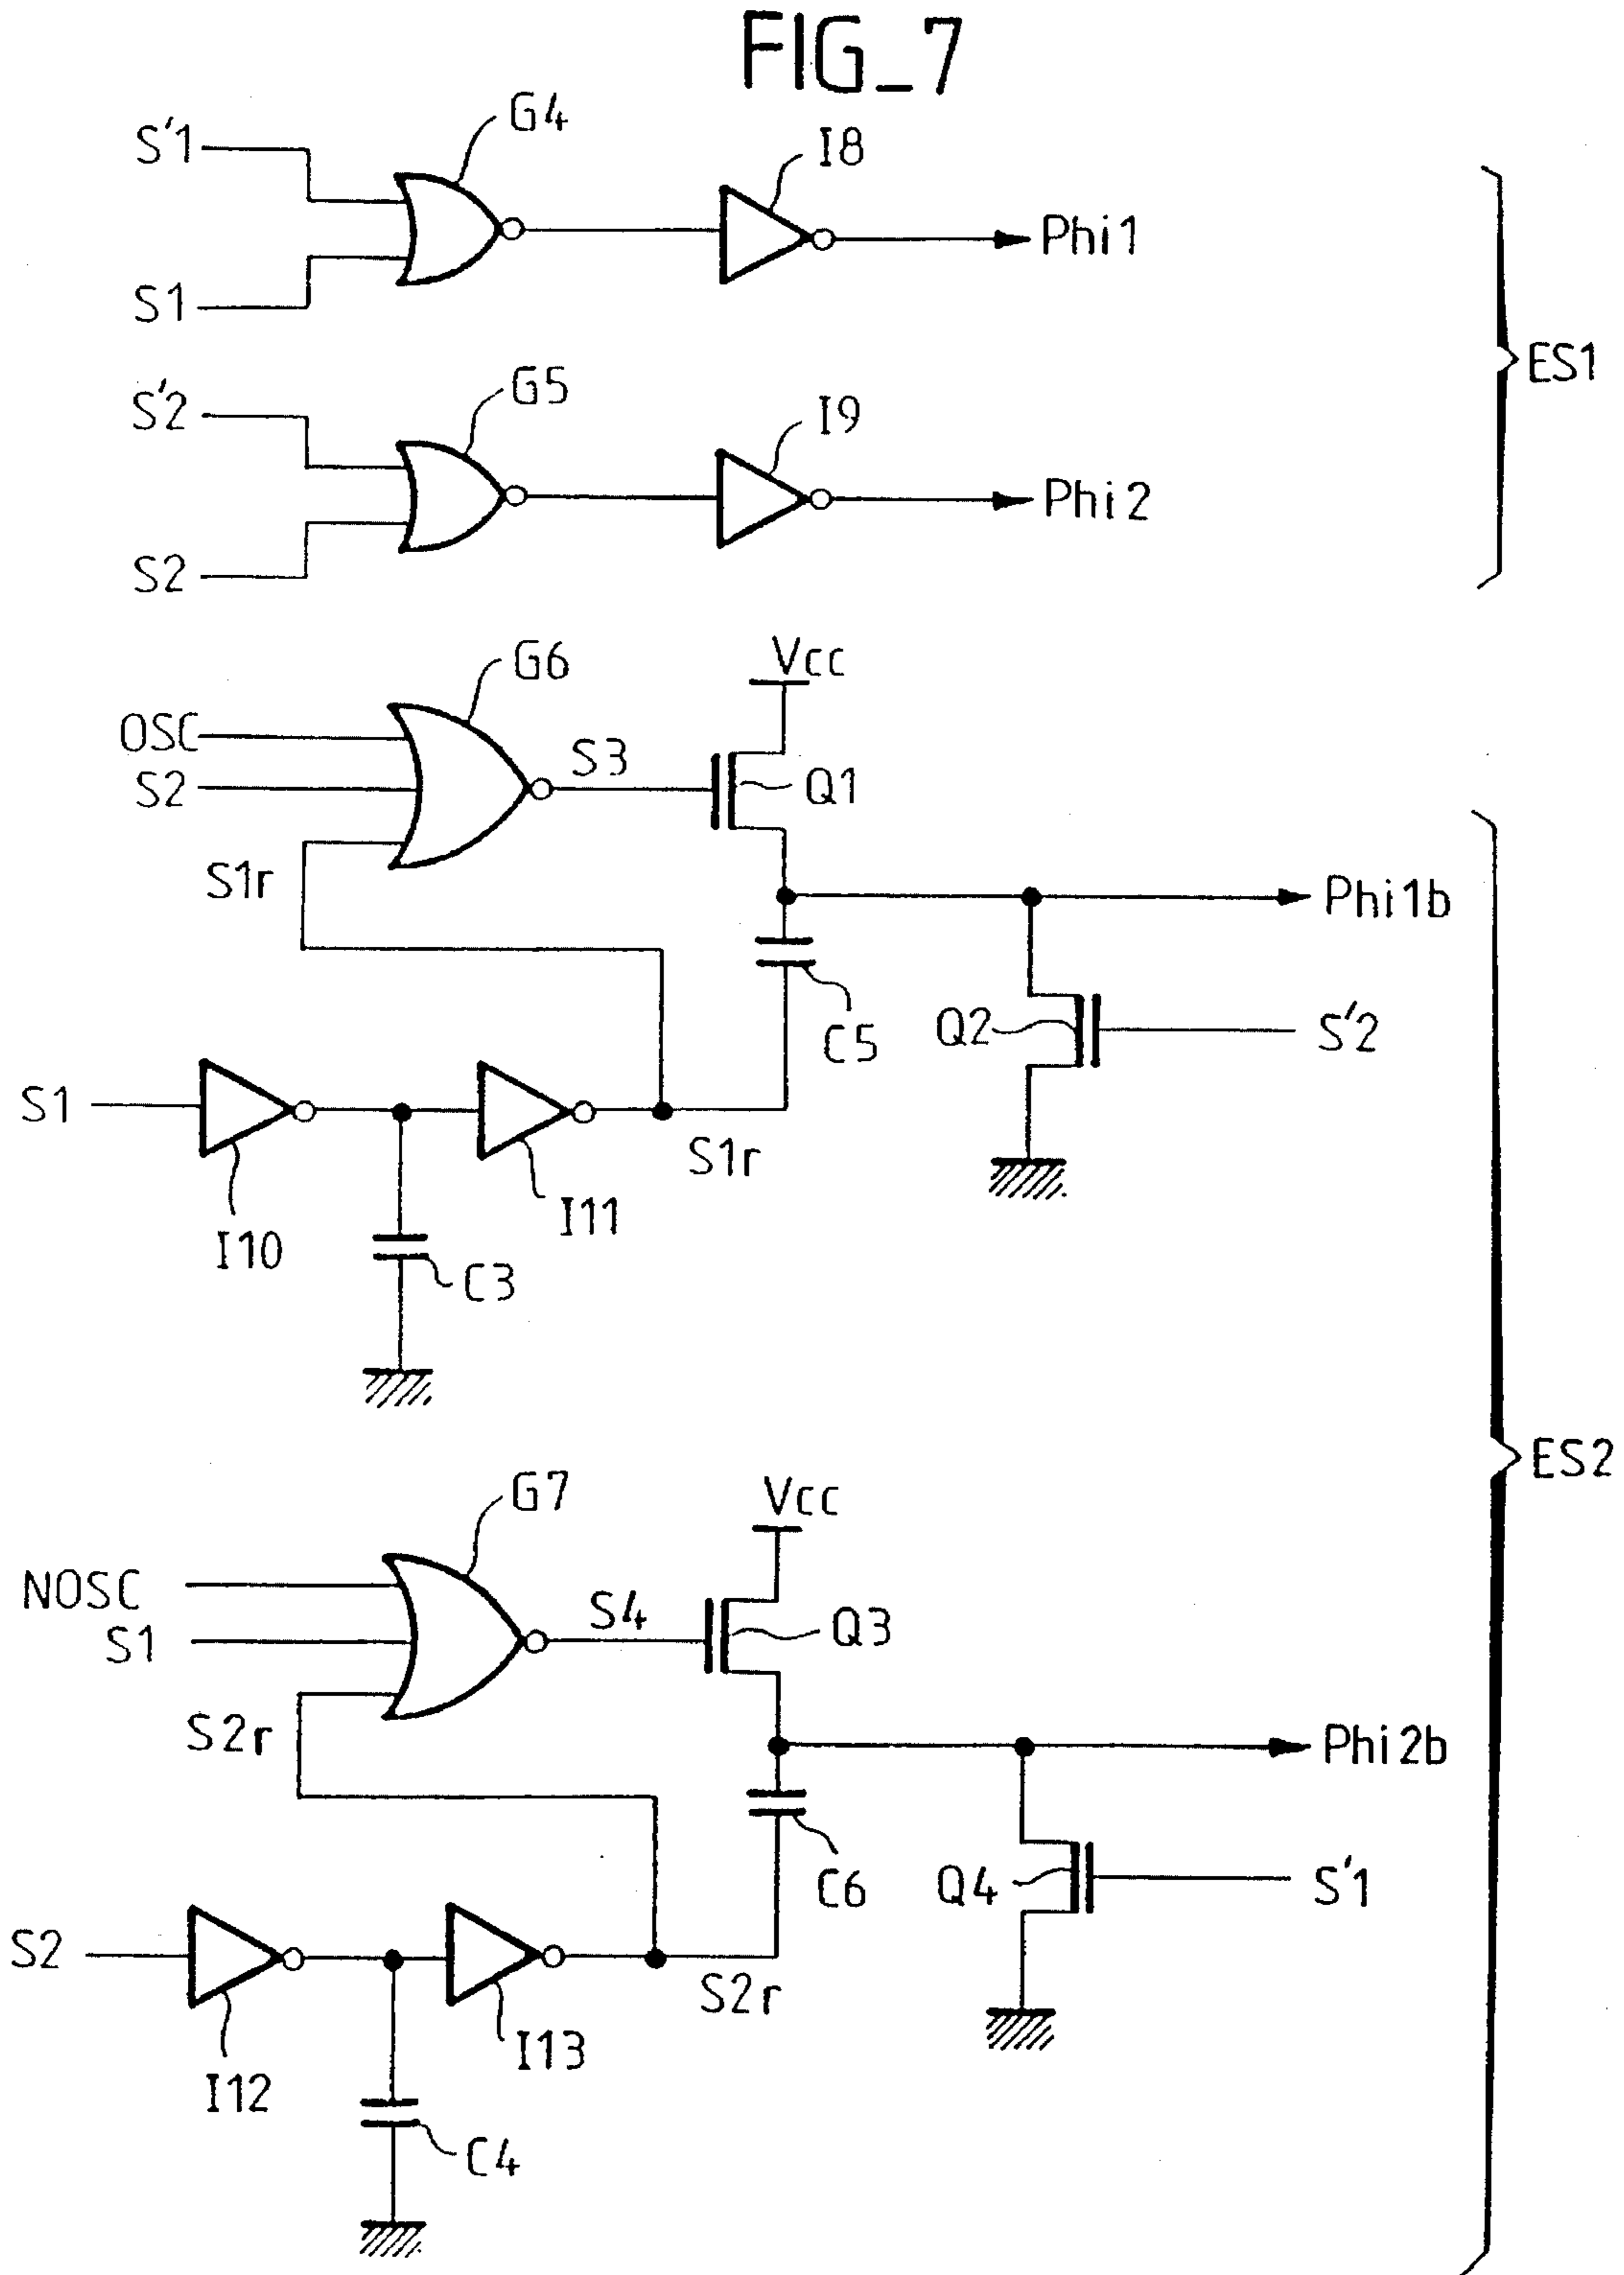 FIG_7
G4
S'1
I8
Phi1
S1
ES1
G5
S'2
I9
Phi2
S2
G6
Vcc
OSC
S3
S2
Q1
S1r
Phi1b
C5
Q2
S'2
S1
S1r
I11
I10
C3
ES2
G7
Vcc
NOSC
S4
Q3
S1
S2r
Phi2b
C6
Q4
S'1
S2
S2r
I13
I12
C4